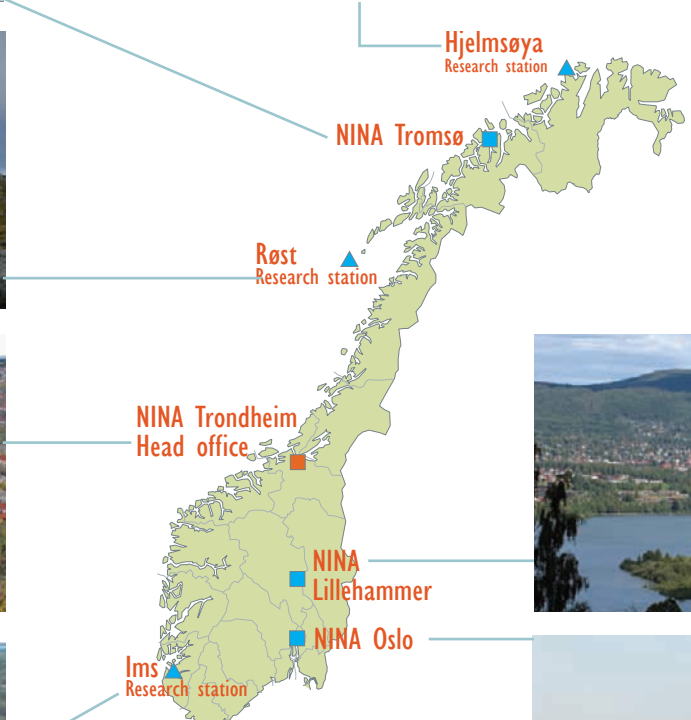 Hjelmsøya
Research station
NINA Tromsø
Røst
Research station
NINA Trondheim
Head office
NINA
Lillehammer
NINA Oslo
Ims
Research station